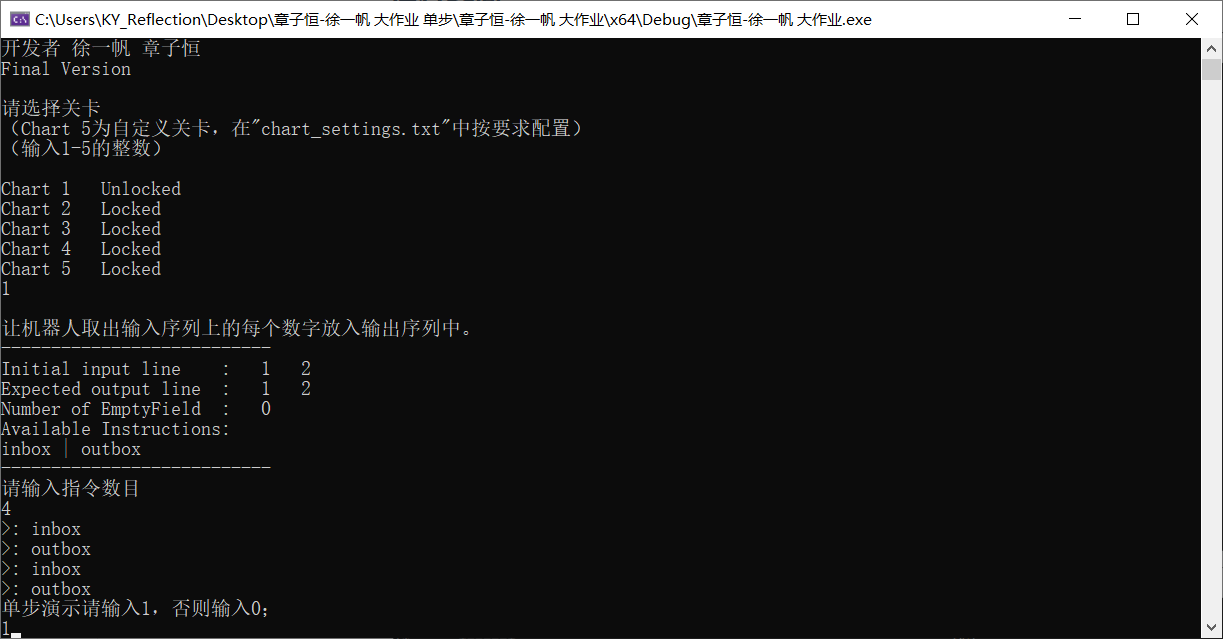 C:\Users\KY_Reflection\Desktop\章子恒-徐一帆 大作业 单步\章子恒-徐一帆 大作业\x64\Debug\章子恒-徐一帆 大作业.exe
开发者 徐一帆 章子恒
Final Version
请选择关卡
（Chart 5为自定义关卡，在"chart_settings.txt"中按要求配置）
（输入1-5的整数）
Chart 1   Unlocked
Chart 2   Locked
Chart 3   Locked
Chart 4   Locked
Chart 5   Locked
1
让机器人取出输入序列上的每个数字放入输出序列中。
---------------------------
Initial input line    :   1   2
Expected output line  :   1   2
Number of EmptyField  :   0
Available Instructions:
inbox | outbox
---------------------------
请输入指令数目
4
>: inbox
>: outbox
>: inbox
>: outbox
单步演示请输入1，否则输入0；
1